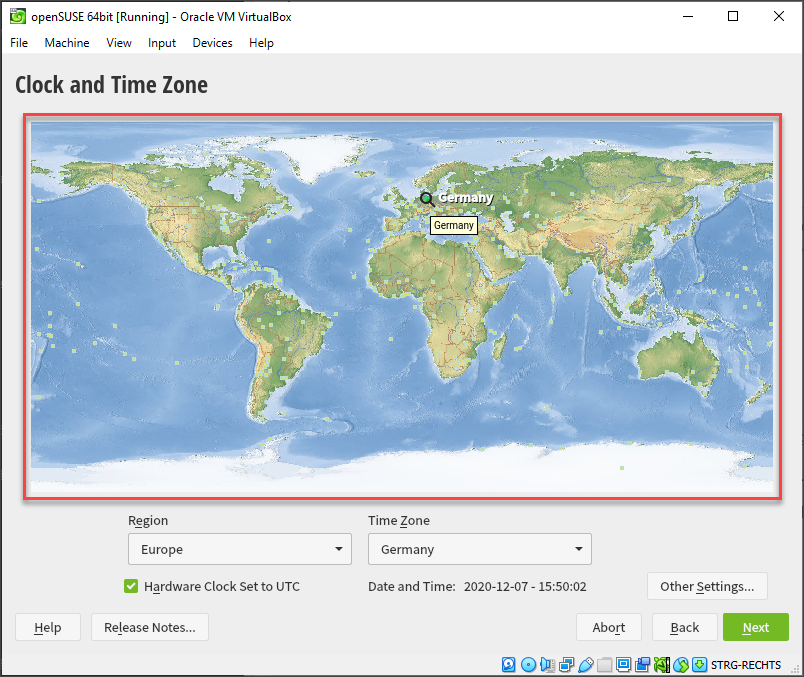 openSUSE 64bit [Running] - Oracle VM VirtualBox
File Machine View Input Devices Help
Clock and Time Zone
Germany
Germany
Region Time Zone
Europe Germany
Hardware Clock Set to UTC Date and Time: 2020-12-07 - 15:50:02 Other Settings...
Help Release Notes... Abort Back Next
STRG-RECHTS